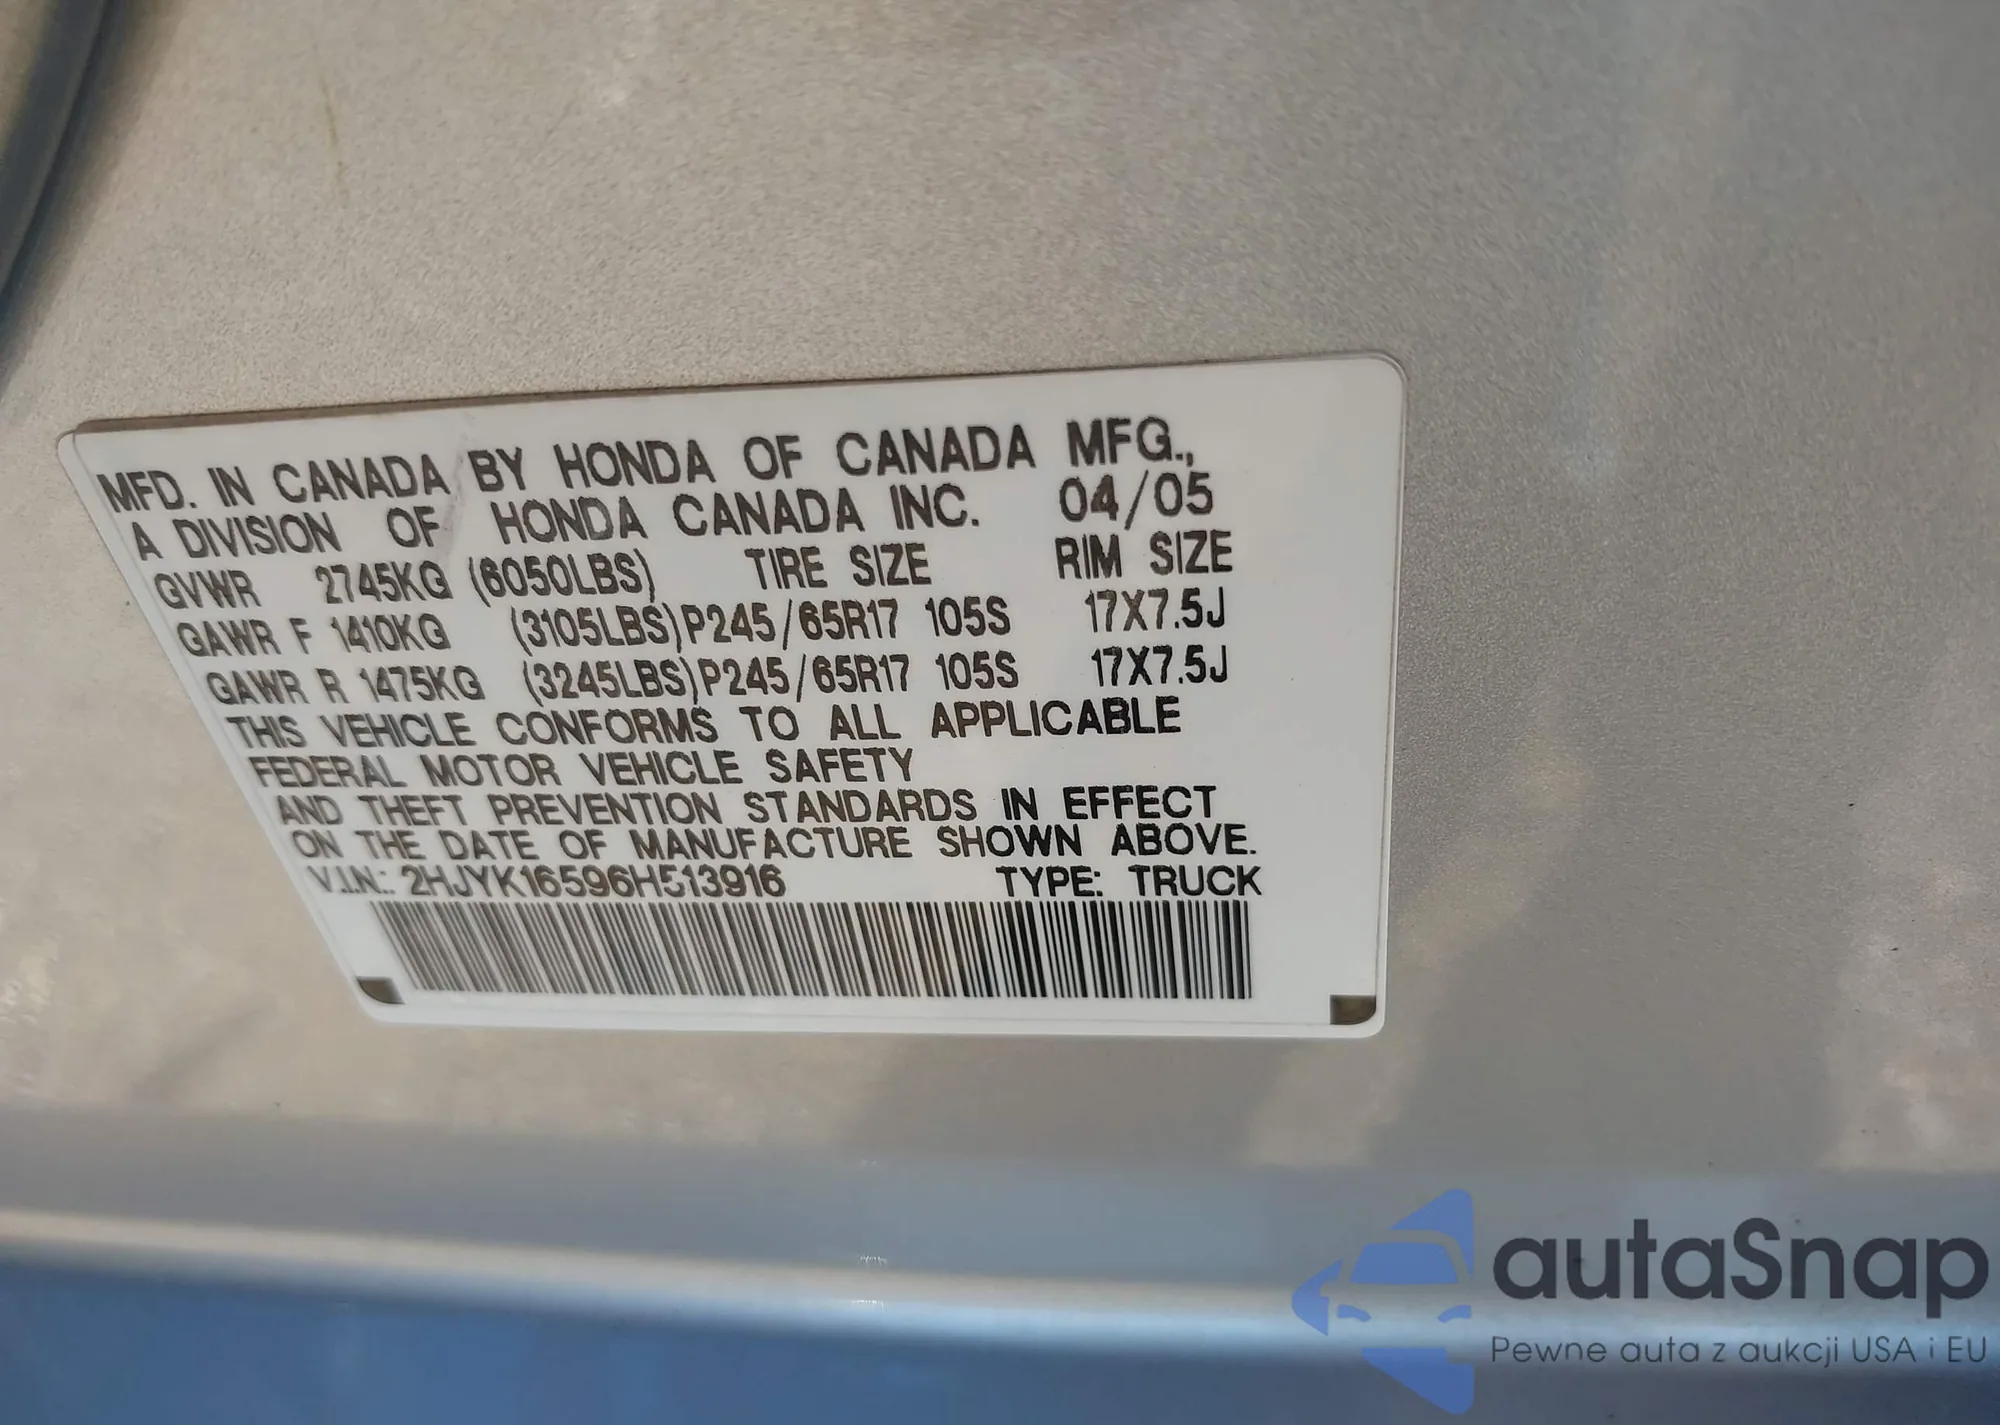 MFD. IN CANADA BY HONDA OF CANADA MFG.,
A DIVISION OF HONDA CANADA INC. 04/05
GVWR 2745KG (6050LBS) TIRE SIZE RIM SIZE
GAWR F 1410KG (3105LBS) P245/65R17 105S 17X7.5J
GAWR R 1475KG (3245LBS) P245/65R17 105S 17X7.5J
THIS VEHICLE CONFORMS TO ALL APPLICABLE
FEDERAL MOTOR VEHICLE SAFETY
AND THEFT PREVENTION STANDARDS IN EFFECT
ON THE DATE OF MANUFACTURE SHOWN ABOVE.
V.I.N.: 2HJYK16596H513916 TYPE: TRUCK
autaSnap
Pewne auta z aukcji USA i EU